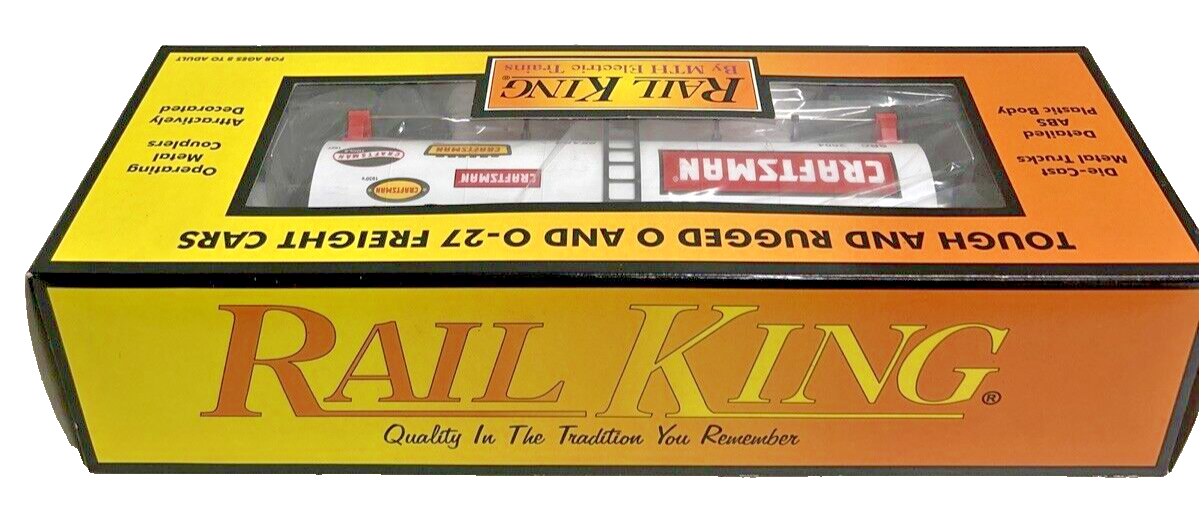 FOR AGES 8 TO ADULT
RAIL KING®
By MTH Electric Trains
Operating
Metal
Couplers
Attractively
Decorated
Die-Cast
Metal Trucks
Detailed
ABS
Plastic Body
CRAFTSMAN
CRAFTSMAN
CRAFTSMAN
CRAFTSMAN
CRAFTSMAN®
TOUGH AND RUGGED O AND O-27 FREIGHT CARS
RAIL KING®
Quality In The Tradition You Remember